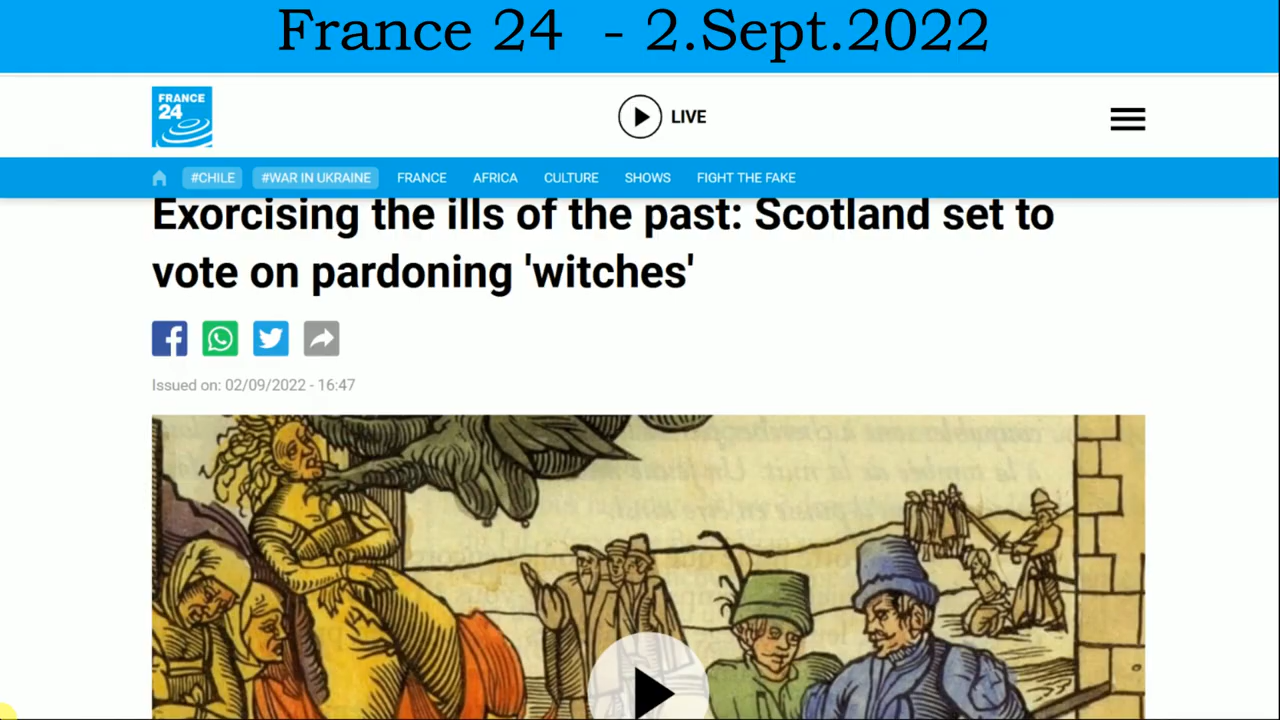 France 24 - 2.Sept.2022
FRANCE
24
LIVE
#CHILE #WAR IN UKRAINE FRANCE AFRICA CULTURE SHOWS FIGHT THE FAKE
Exorcising the ills of the past: Scotland set to
vote on pardoning 'witches'
Issued on: 02/09/2022 - 16:47